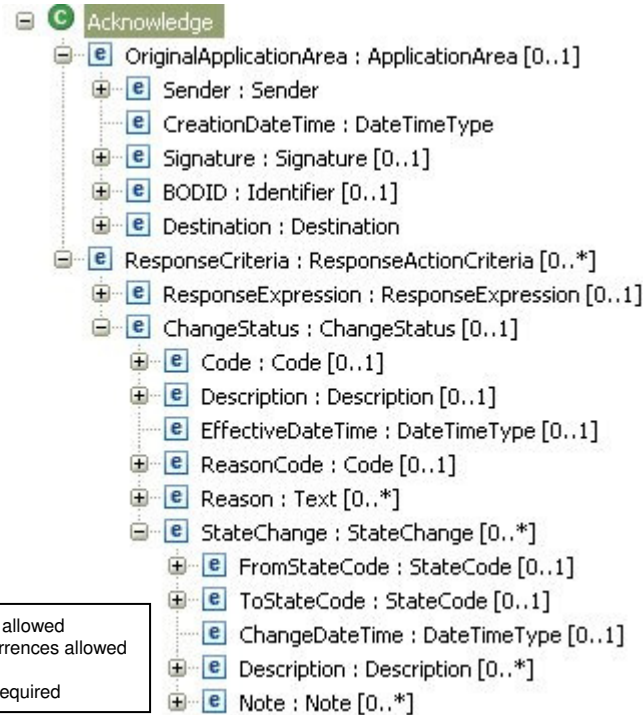 C Acknowledge
e OriginalApplicationArea : ApplicationArea [0..1]
e Sender : Sender
e CreationDateTime : DateTimeType
e Signature : Signature [0..1]
e BODID : Identifier [0..1]
e Destination : Destination
e ResponseCriteria : ResponseActionCriteria [0..*]
e ResponseExpression : ResponseExpression [0..1]
e ChangeStatus : ChangeStatus [0..1]
e Code : Code [0..1]
e Description : Description [0..1]
e EffectiveDateTime : DateTimeType [0..1]
e ReasonCode : Code [0..1]
e Reason : Text [0..*]
e StateChange : StateChange [0..*]
e FromStateCode : StateCode [0..1]
e ToStateCode : StateCode [0..1]
e ChangeDateTime : DateTimeType [0..1]
e Description : Description [0..*]
e Note : Note [0..*]
allowed
allowed